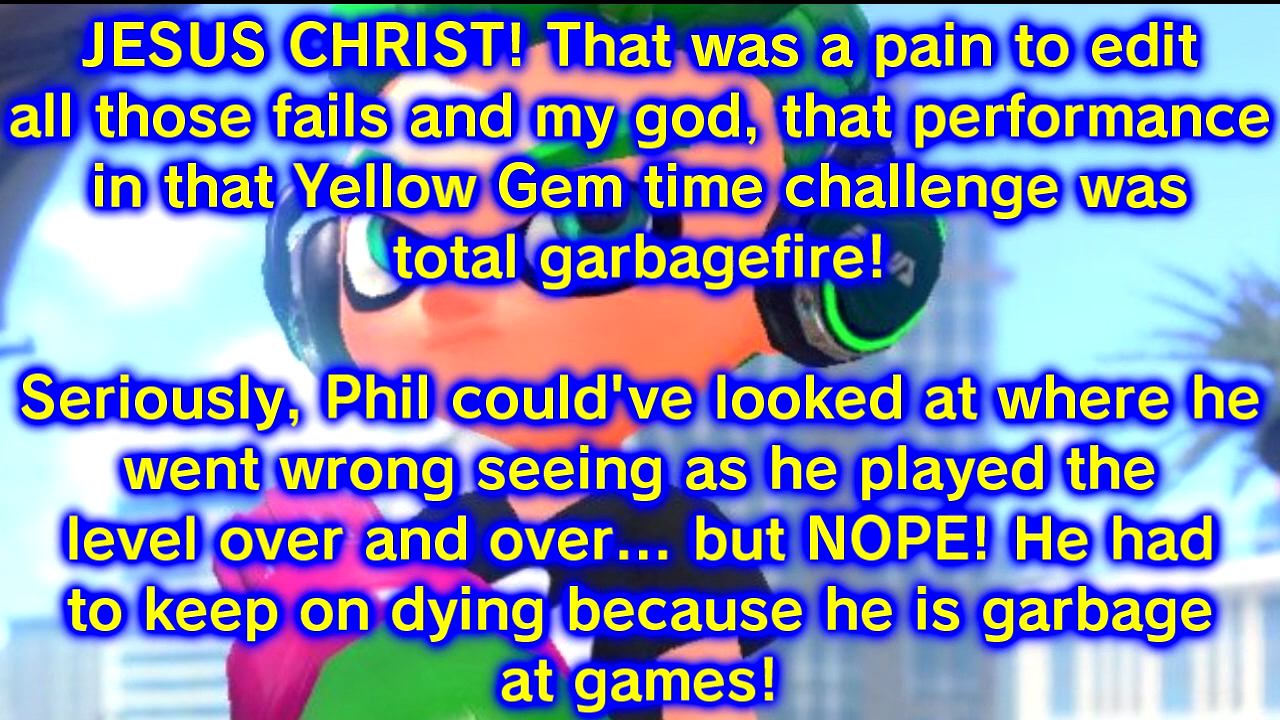 JESUS CHRIST! That was a pain to edit
all those fails and my god, that performance
in that Yellow Gem time challenge was
total garbagefire!
Seriously, Phil could've looked at where he
went wrong seeing as he played the
level over and over... but NOPE! He had
to keep on dying because he is garbage
at games!